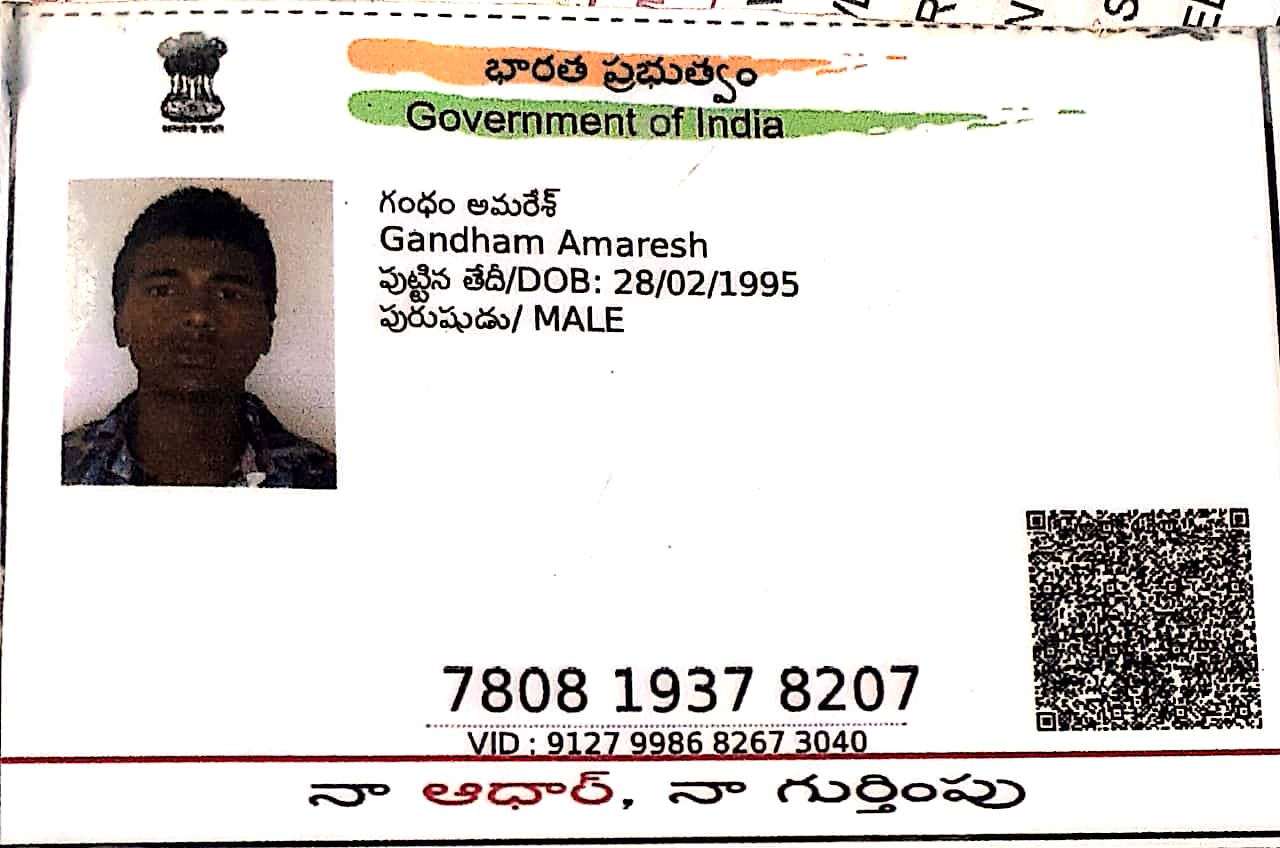 భారత ప్రభుత్వం
Government of India
గంధం అమరేశ్
Gandham Amaresh
పుట్టిన తేదీ/DOB: 28/02/1995
పురుషుడు/ MALE
7808 1937 8207
VID : 9127 9986 8267 3040
నా ఆధార్, నా గుర్తింపు